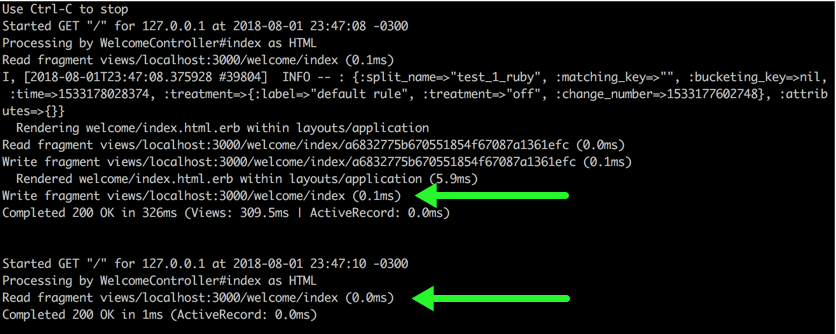 Use Ctrl-C to stop
Started GET "/" for 127.0.0.1 at 2018-08-01 23:47:08 -0300
Processing by WelcomeController#index as HTML
Read fragment views/localhost:3000/welcome/index (0.1ms)
I, [2018-08-01T23:47:08.375928 #39804]  INFO -- : {:split_name=>"test_1_ruby", :matching_key=>"", :bucketing_key=>nil,
 :time=>1533178028374, :treatment=>{:label=>"default rule", :treatment=>"off", :change_number=>1533177602748}, :attrib
utes=>{}}
  Rendering welcome/index.html.erb within layouts/application
Read fragment views/localhost:3000/welcome/index/a6832775b670551854f67087a1361efc (0.0ms)
Write fragment views/localhost:3000/welcome/index/a6832775b670551854f67087a1361efc (0.1ms)
  Rendered welcome/index.html.erb within layouts/application (5.9ms)
Write fragment views/localhost:3000/welcome/index (0.1ms)
Completed 200 OK in 326ms (Views: 309.5ms | ActiveRecord: 0.0ms)
Started GET "/" for 127.0.0.1 at 2018-08-01 23:47:10 -0300
Processing by WelcomeController#index as HTML
Read fragment views/localhost:3000/welcome/index (0.0ms)
Completed 200 OK in 1ms (ActiveRecord: 0.0ms)